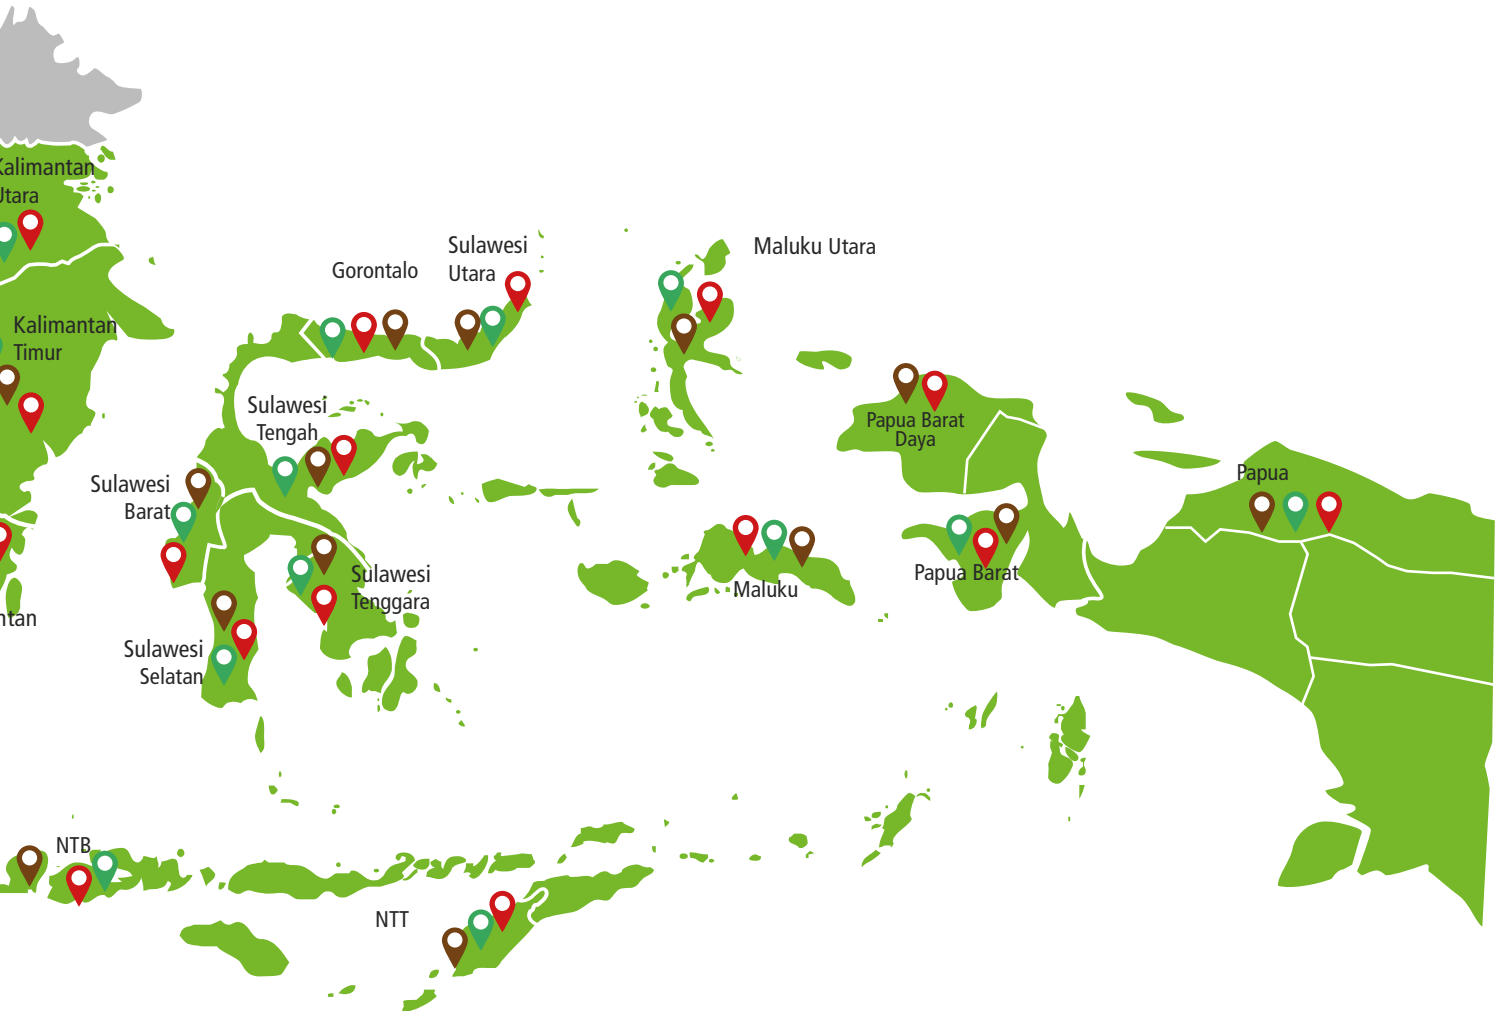 Kalimantan
Utara
Kalimantan
Timur
ntan
Gorontalo
Sulawesi
Utara
Maluku Utara
Sulawesi
Tengah
Sulawesi
Barat
Sulawesi
Tenggara
Sulawesi
Selatan
Papua Barat
Daya
Papua
Papua Barat
Maluku
NTB
NTT